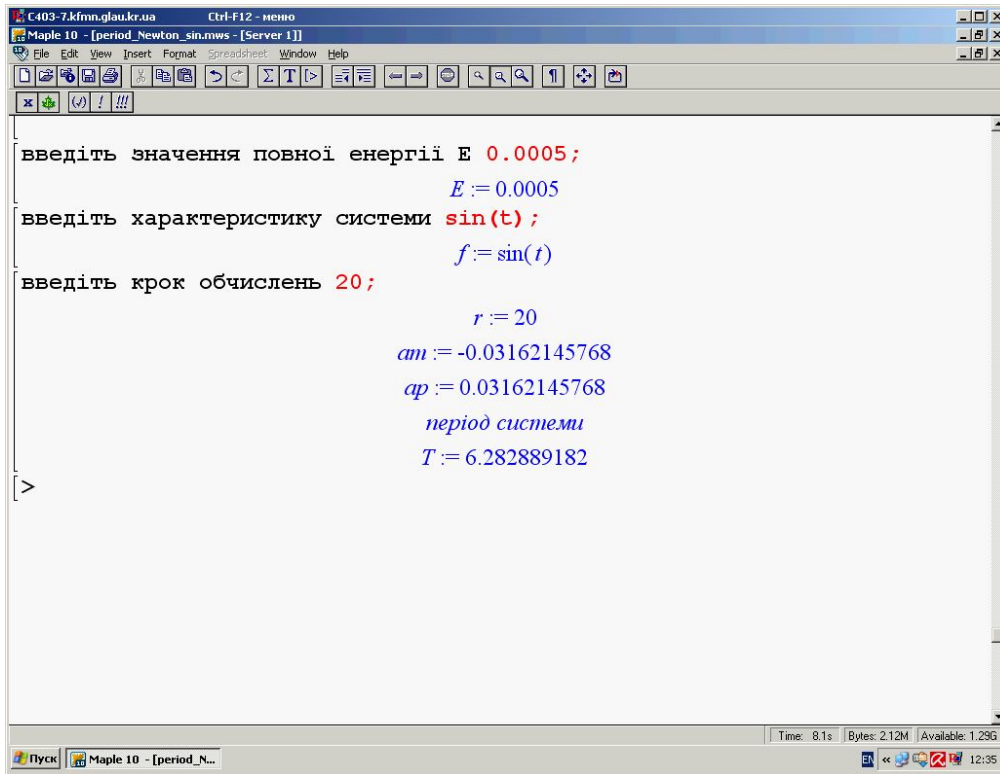 C403-7.kfmn.glau.kr.ua Ctrl-F12 - меню
Maple 10 - [period_Newton_sin.mws - [Server 1]]
File Edit View Insert Format Spreadsheet Window Help
введіть значення повної енергії E 0.0005;
E := 0.0005
введіть характеристику системи sin(t);
f := sin(t)
введіть крок обчислень 20;
r := 20
am := -0.03162145768
ap := 0.03162145768
період системи
T := 6.282889182
>
Time: 8.1s Bytes: 2.12M Available: 1.29G
Пуск Maple 10 - [period_N... EN « 12:35